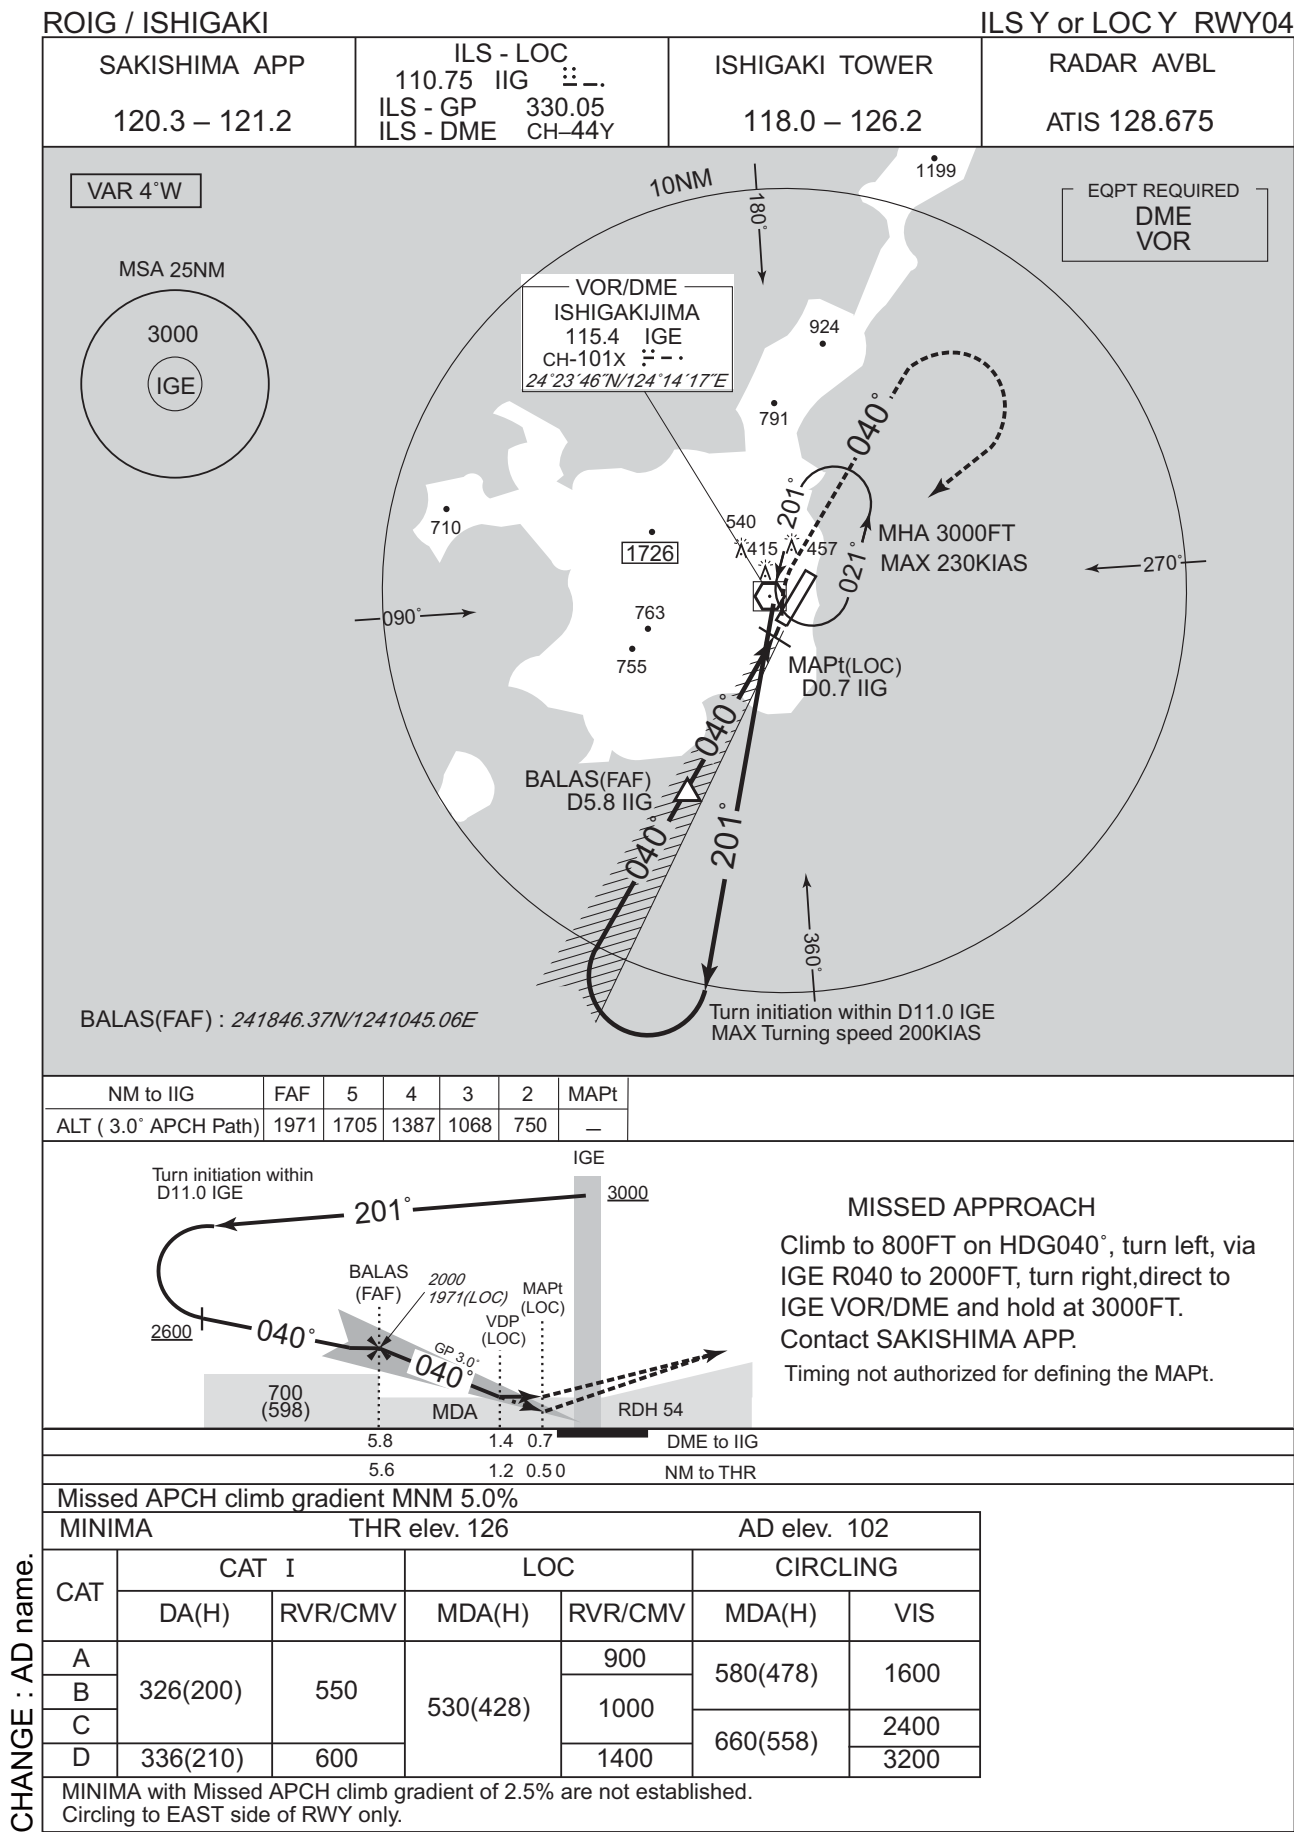 ROIG / ISHIGAKI
ILS Y or LOC Y RWY04
SAKISHIMA APP
120.3 – 121.2
ILS - LOC
110.75 IIG
ILS - GP 330.05
ILS - DME CH–44Y
ISHIGAKI TOWER
118.0 – 126.2
RADAR AVBL
ATIS 128.675
VAR 4°W
MSA 25NM
3000
IGE
10NM
180°
1199
EQPT REQUIRED
DME
VOR
VOR/DME
ISHIGAKIJIMA
115.4 IGE
CH-101X
24°23´46˝N/124°14´17˝E
924
791
040°
710
540
201°
1726
415
457
MHA 3000FT
MAX 230KIAS
021°
270°
090°
763
755
MAPt(LOC)
D0.7 IIG
040°
BALAS(FAF)
D5.8 IIG
040°
201°
360°
Turn initiation within D11.0 IGE
MAX Turning speed 200KIAS
BALAS(FAF) : 241846.37N/1241045.06E
NM to IIG FAF 5 4 3 2 MAPt
ALT ( 3.0° APCH Path) 1971 1705 1387 1068 750 —
Turn initiation within
D11.0 IGE
201°
IGE
3000
BALAS
(FAF)
2000
1971(LOC)
MAPt
(LOC)
VDP
(LOC)
2600
040°
GP 3.0°
040°
700
(598)
MDA
RDH 54
5.8 1.4 0.7 DME to IIG
5.6 1.2 0.5 0 NM to THR
MISSED APPROACH
Climb to 800FT on HDG040°, turn left, via
IGE R040 to 2000FT, turn right,direct to
IGE VOR/DME and hold at 3000FT.
Contact SAKISHIMA APP.
Timing not authorized for defining the MAPt.
Missed APCH climb gradient MNM 5.0%
MINIMA THR elev. 126 AD elev. 102
CAT CAT I LOC CIRCLING
DA(H) RVR/CMV MDA(H) RVR/CMV MDA(H) VIS
A 326(200) 550 530(428) 900 580(478) 1600
B 1000
C 660(558) 2400
D 336(210) 600 1400 3200
MINIMA with Missed APCH climb gradient of 2.5% are not established.
Circling to EAST side of RWY only.
CHANGE : AD name.